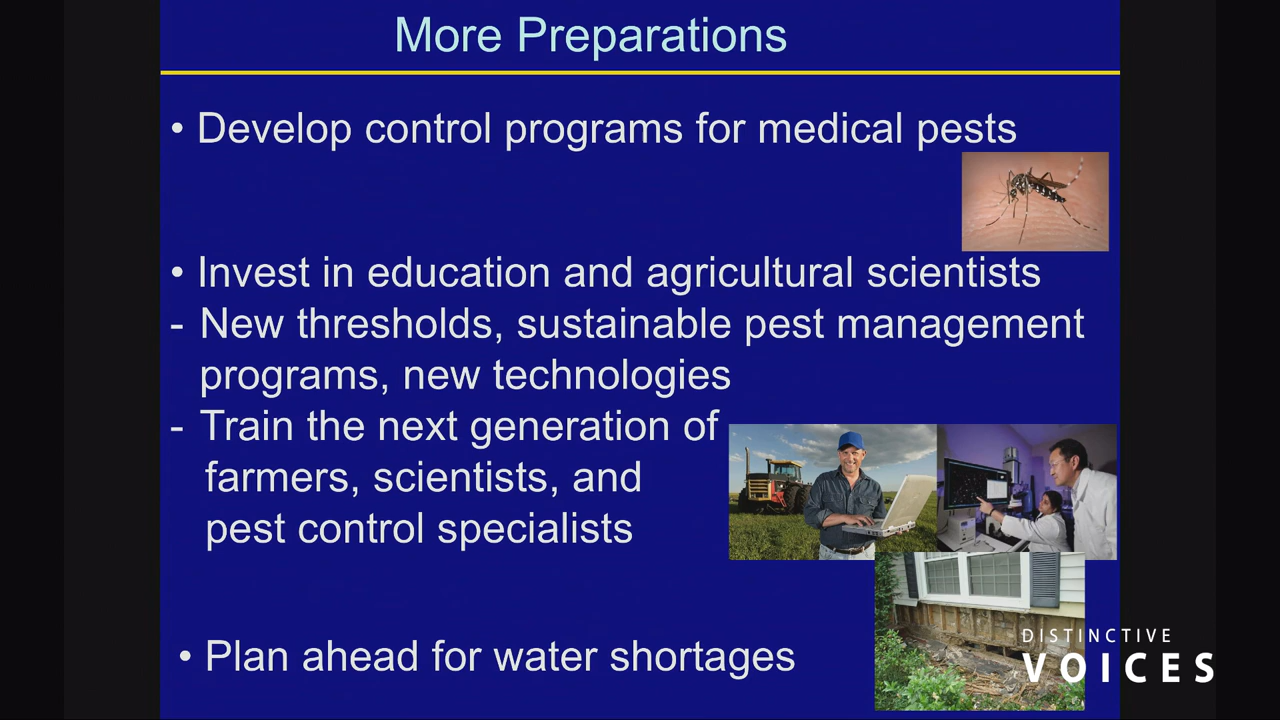 More Preparations
• Develop control programs for medical pests
• Invest in education and agricultural scientists
- New thresholds, sustainable pest management
programs, new technologies
- Train the next generation of
farmers, scientists, and
pest control specialists
• Plan ahead for water shortages
DISTINCTIVE
VOICES